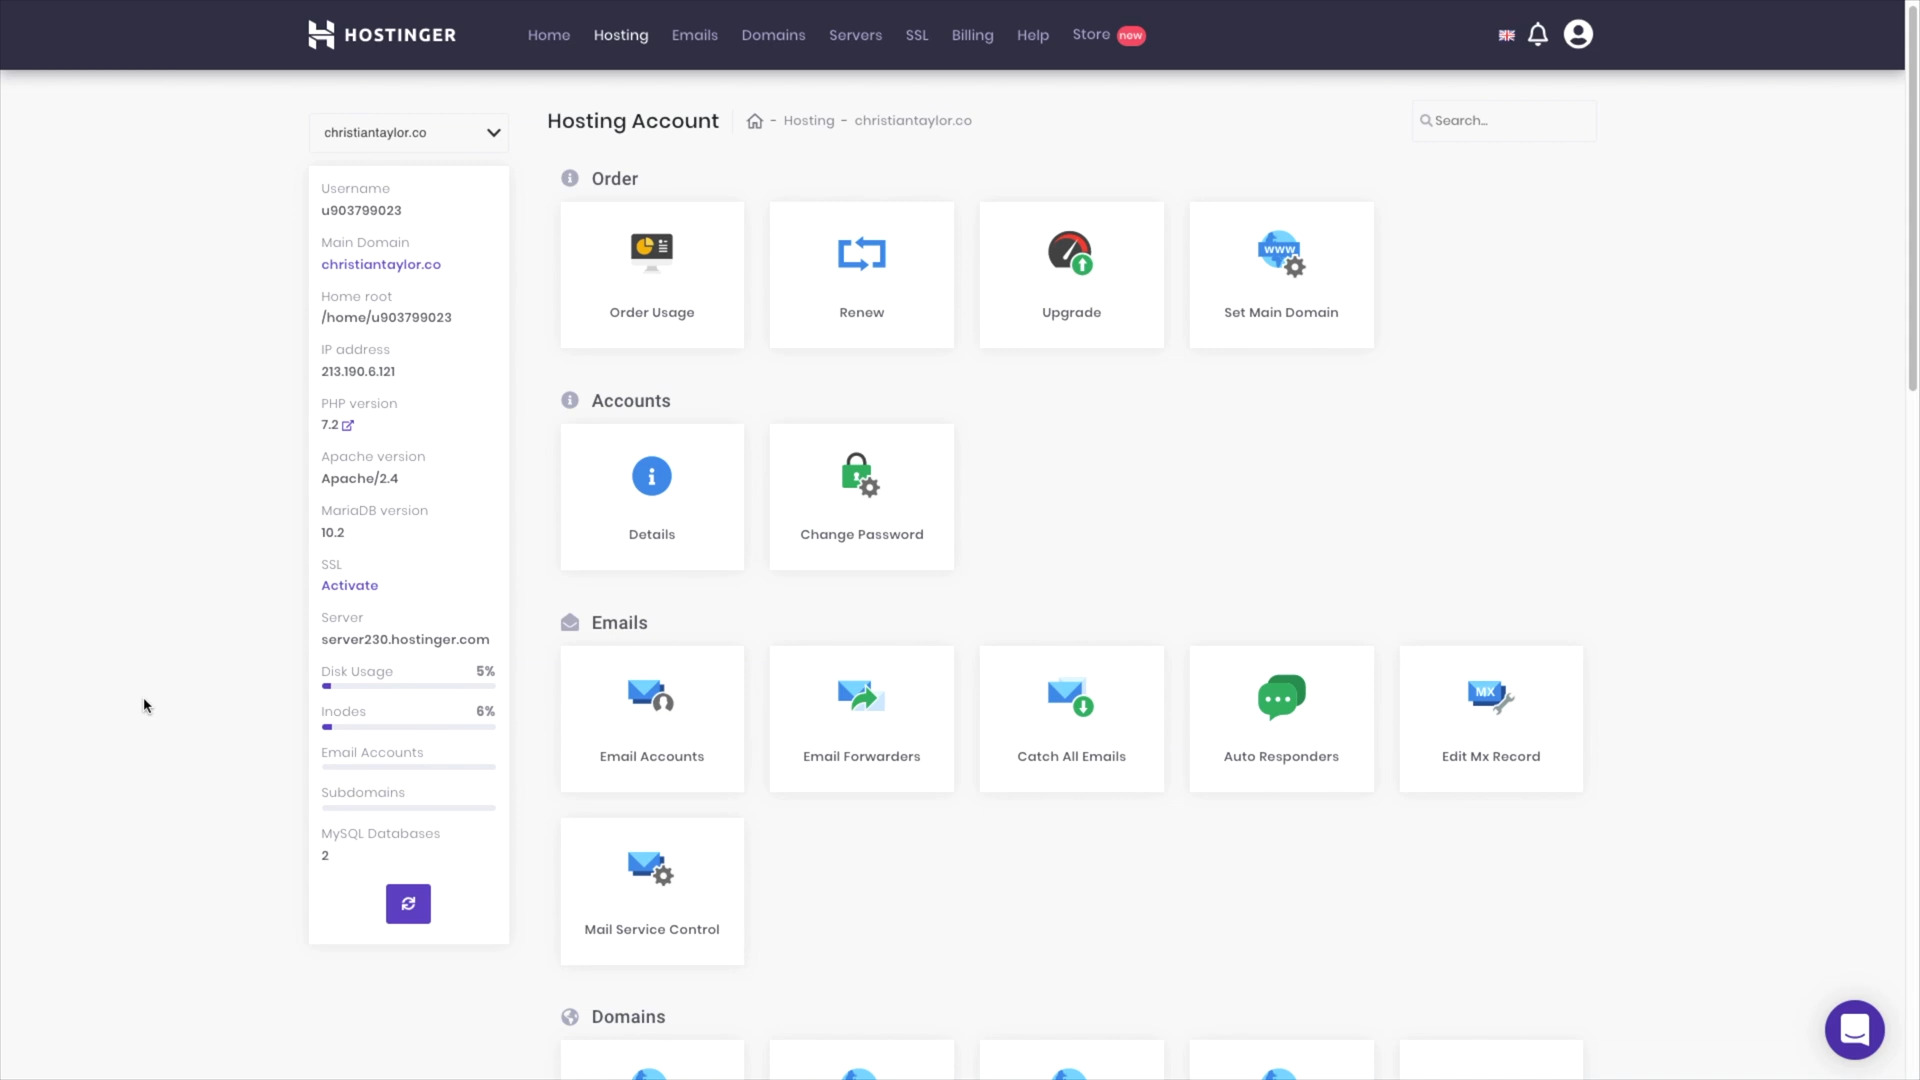 HOSTINGER
Home Hosting Emails Domains Servers SSL Billing Help Store new
christiantaylor.co
Hosting Account - Hosting - christiantaylor.co
Search...
Username
u903799023
Main Domain
christiantaylor.co
Home root
/home/u903799023
IP address
213.190.6.121
PHP version
7.2
Apache version
Apache/2.4
MariaDB version
10.2
SSL
Activate
Server
server230.hostinger.com
Disk Usage 5%
Inodes 6%
Email Accounts
Subdomains
MySQL Databases
2
Order
WWW
Order Usage Renew Upgrade Set Main Domain
Accounts
Details Change Password
Emails
MX
Email Accounts Email Forwarders Catch All Emails Auto Responders Edit Mx Record
Mail Service Control
Domains